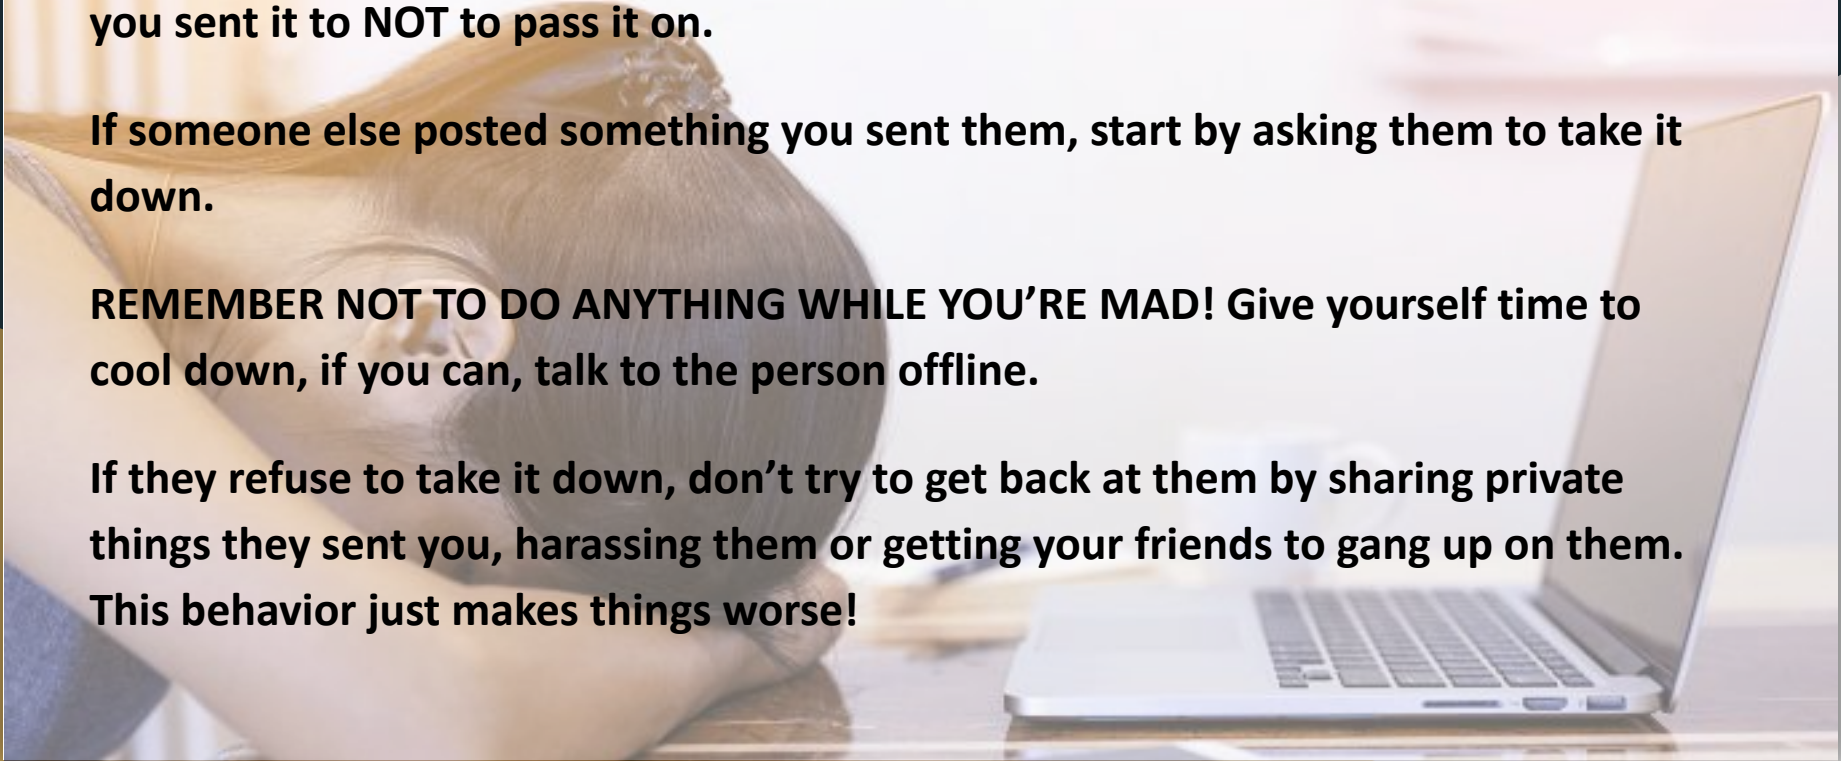 you sent it to NOT to pass it on.
If someone else posted something you sent them, start by asking them to take it
down.
REMEMBER NOT TO DO ANYTHING WHILE YOU’RE MAD! Give yourself time to
cool down, if you can, talk to the person offline.
If they refuse to take it down, don’t try to get back at them by sharing private
things they sent you, harassing them or getting your friends to gang up on them.
This behavior just makes things worse!